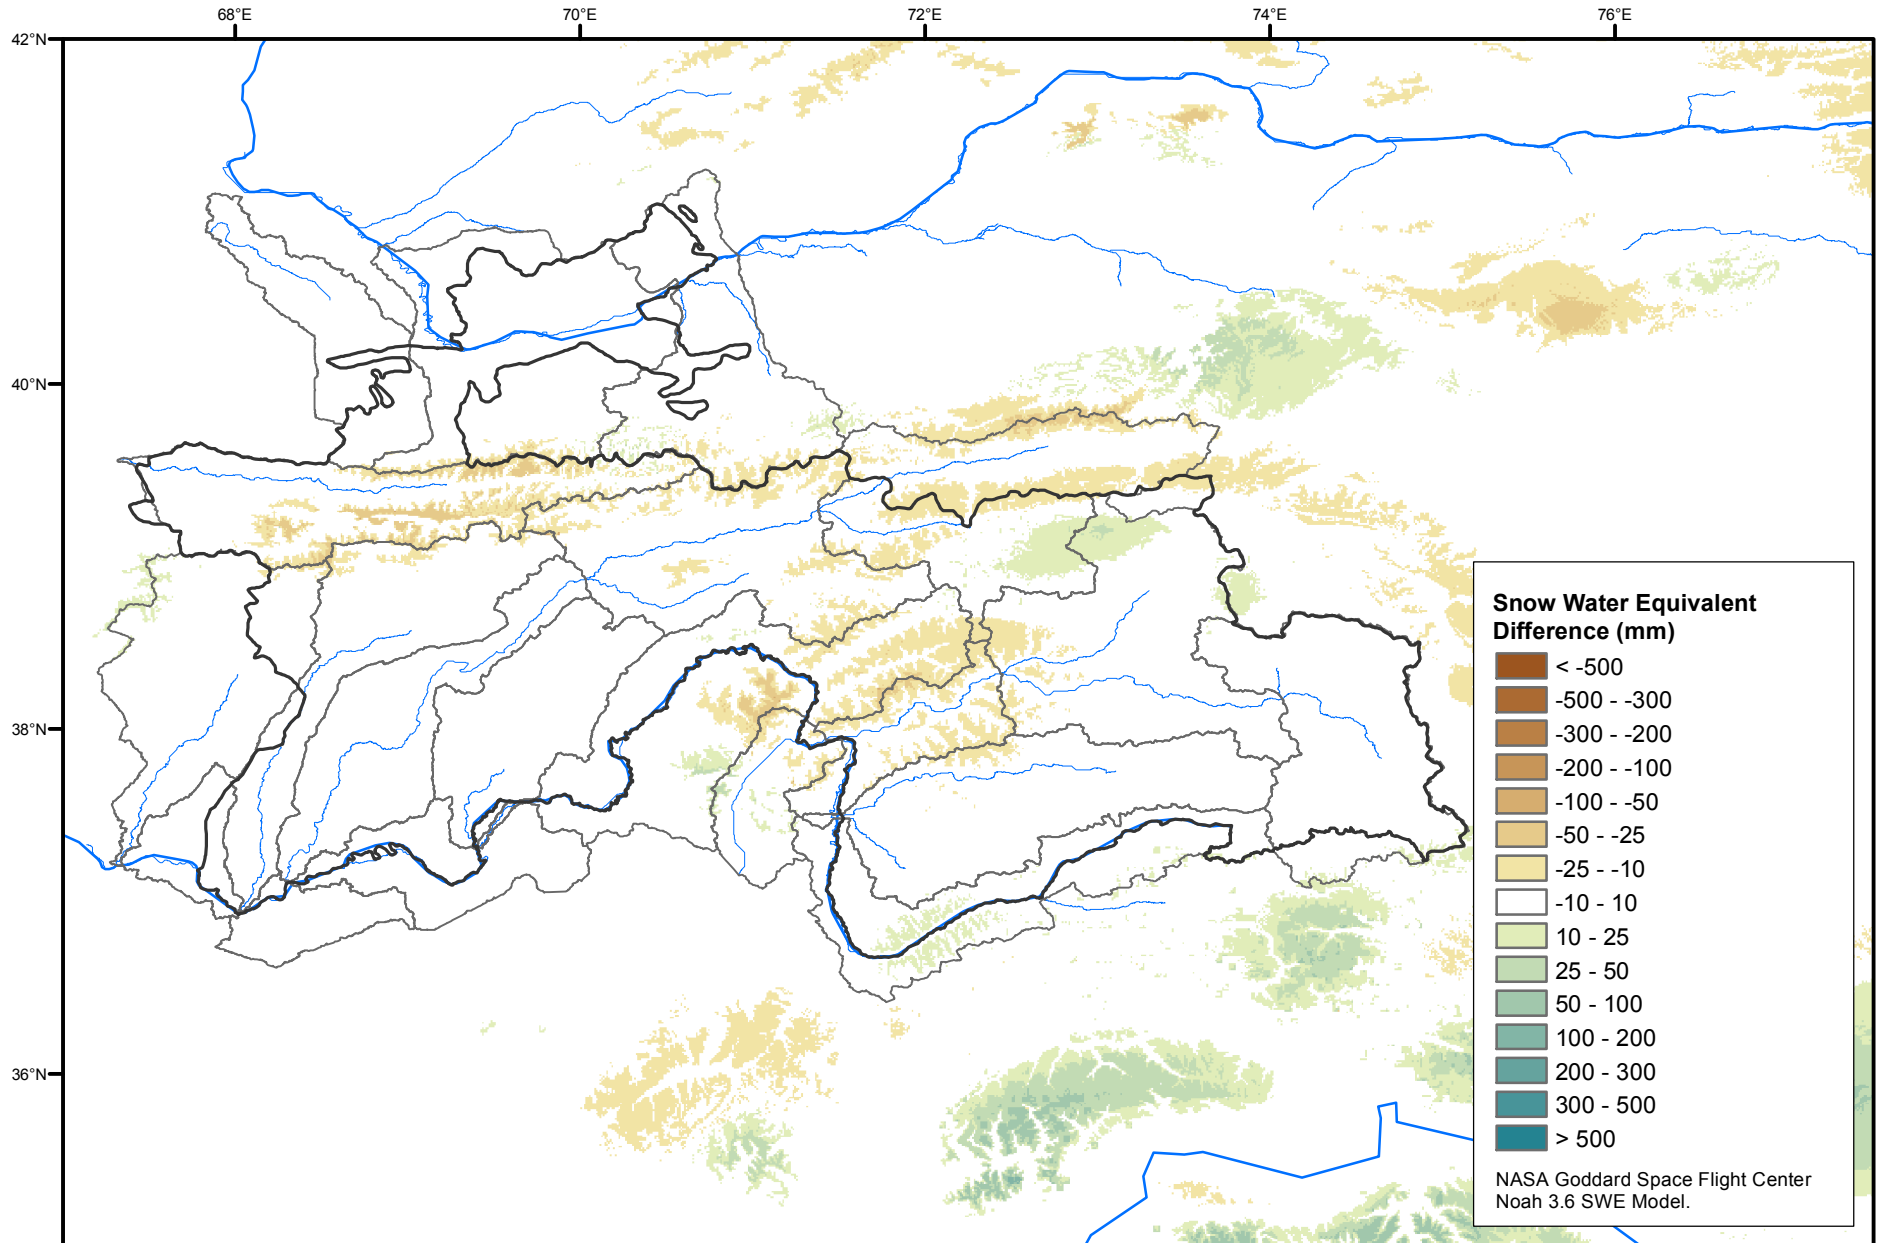 68°E
70°E
72°E
74°E
76°E
42°N
40°N
38°N
36°N
Snow Water Equivalent
Difference (mm)
< -500
-500 - -300
-300 - -200
-200 - -100
-100 - -50
-50 - -25
-25 - -10
-10 - 10
10 - 25
25 - 50
50 - 100
100 - 200
200 - 300
300 - 500
> 500
NASA Goddard Space Flight Center
Noah 3.6 SWE Model.